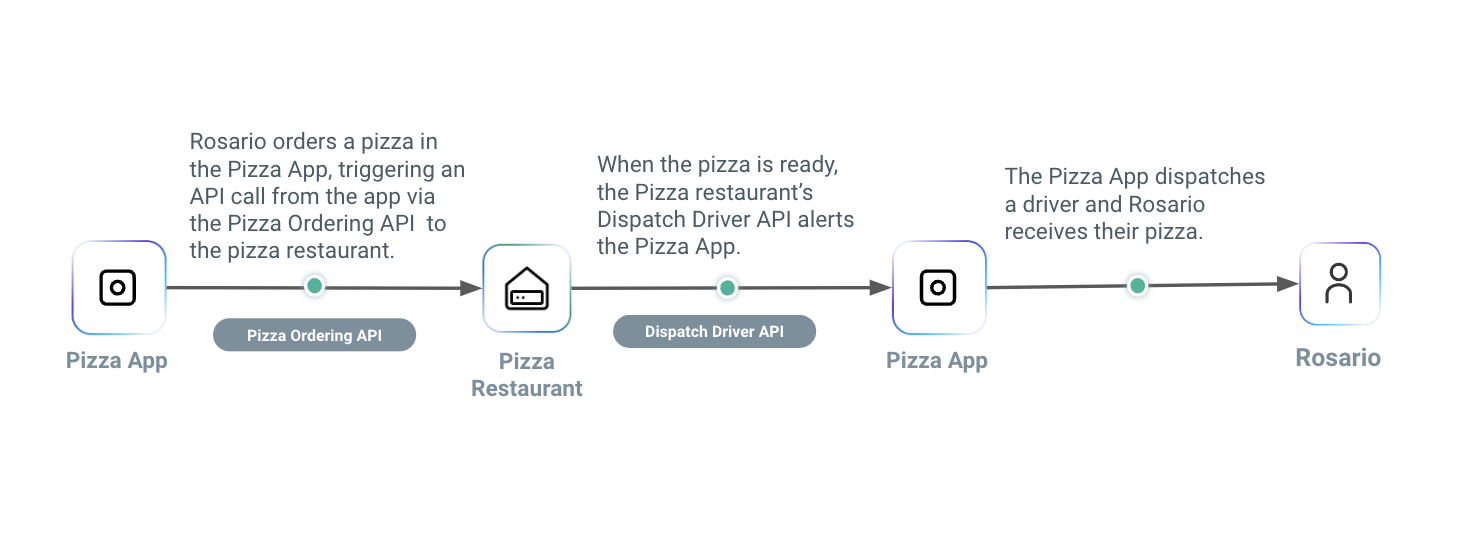 Rosario orders a pizza in
the Pizza App, triggering an
API call from the app via
the Pizza Ordering API  to
the pizza restaurant.
When the pizza is ready,
the Pizza restaurant’s
Dispatch Driver API alerts
the Pizza App.
The Pizza App dispatches
a driver and Rosario
receives their pizza.
Pizza Ordering API
Dispatch Driver API
Pizza App
Pizza
Restaurant
Pizza App
Rosario